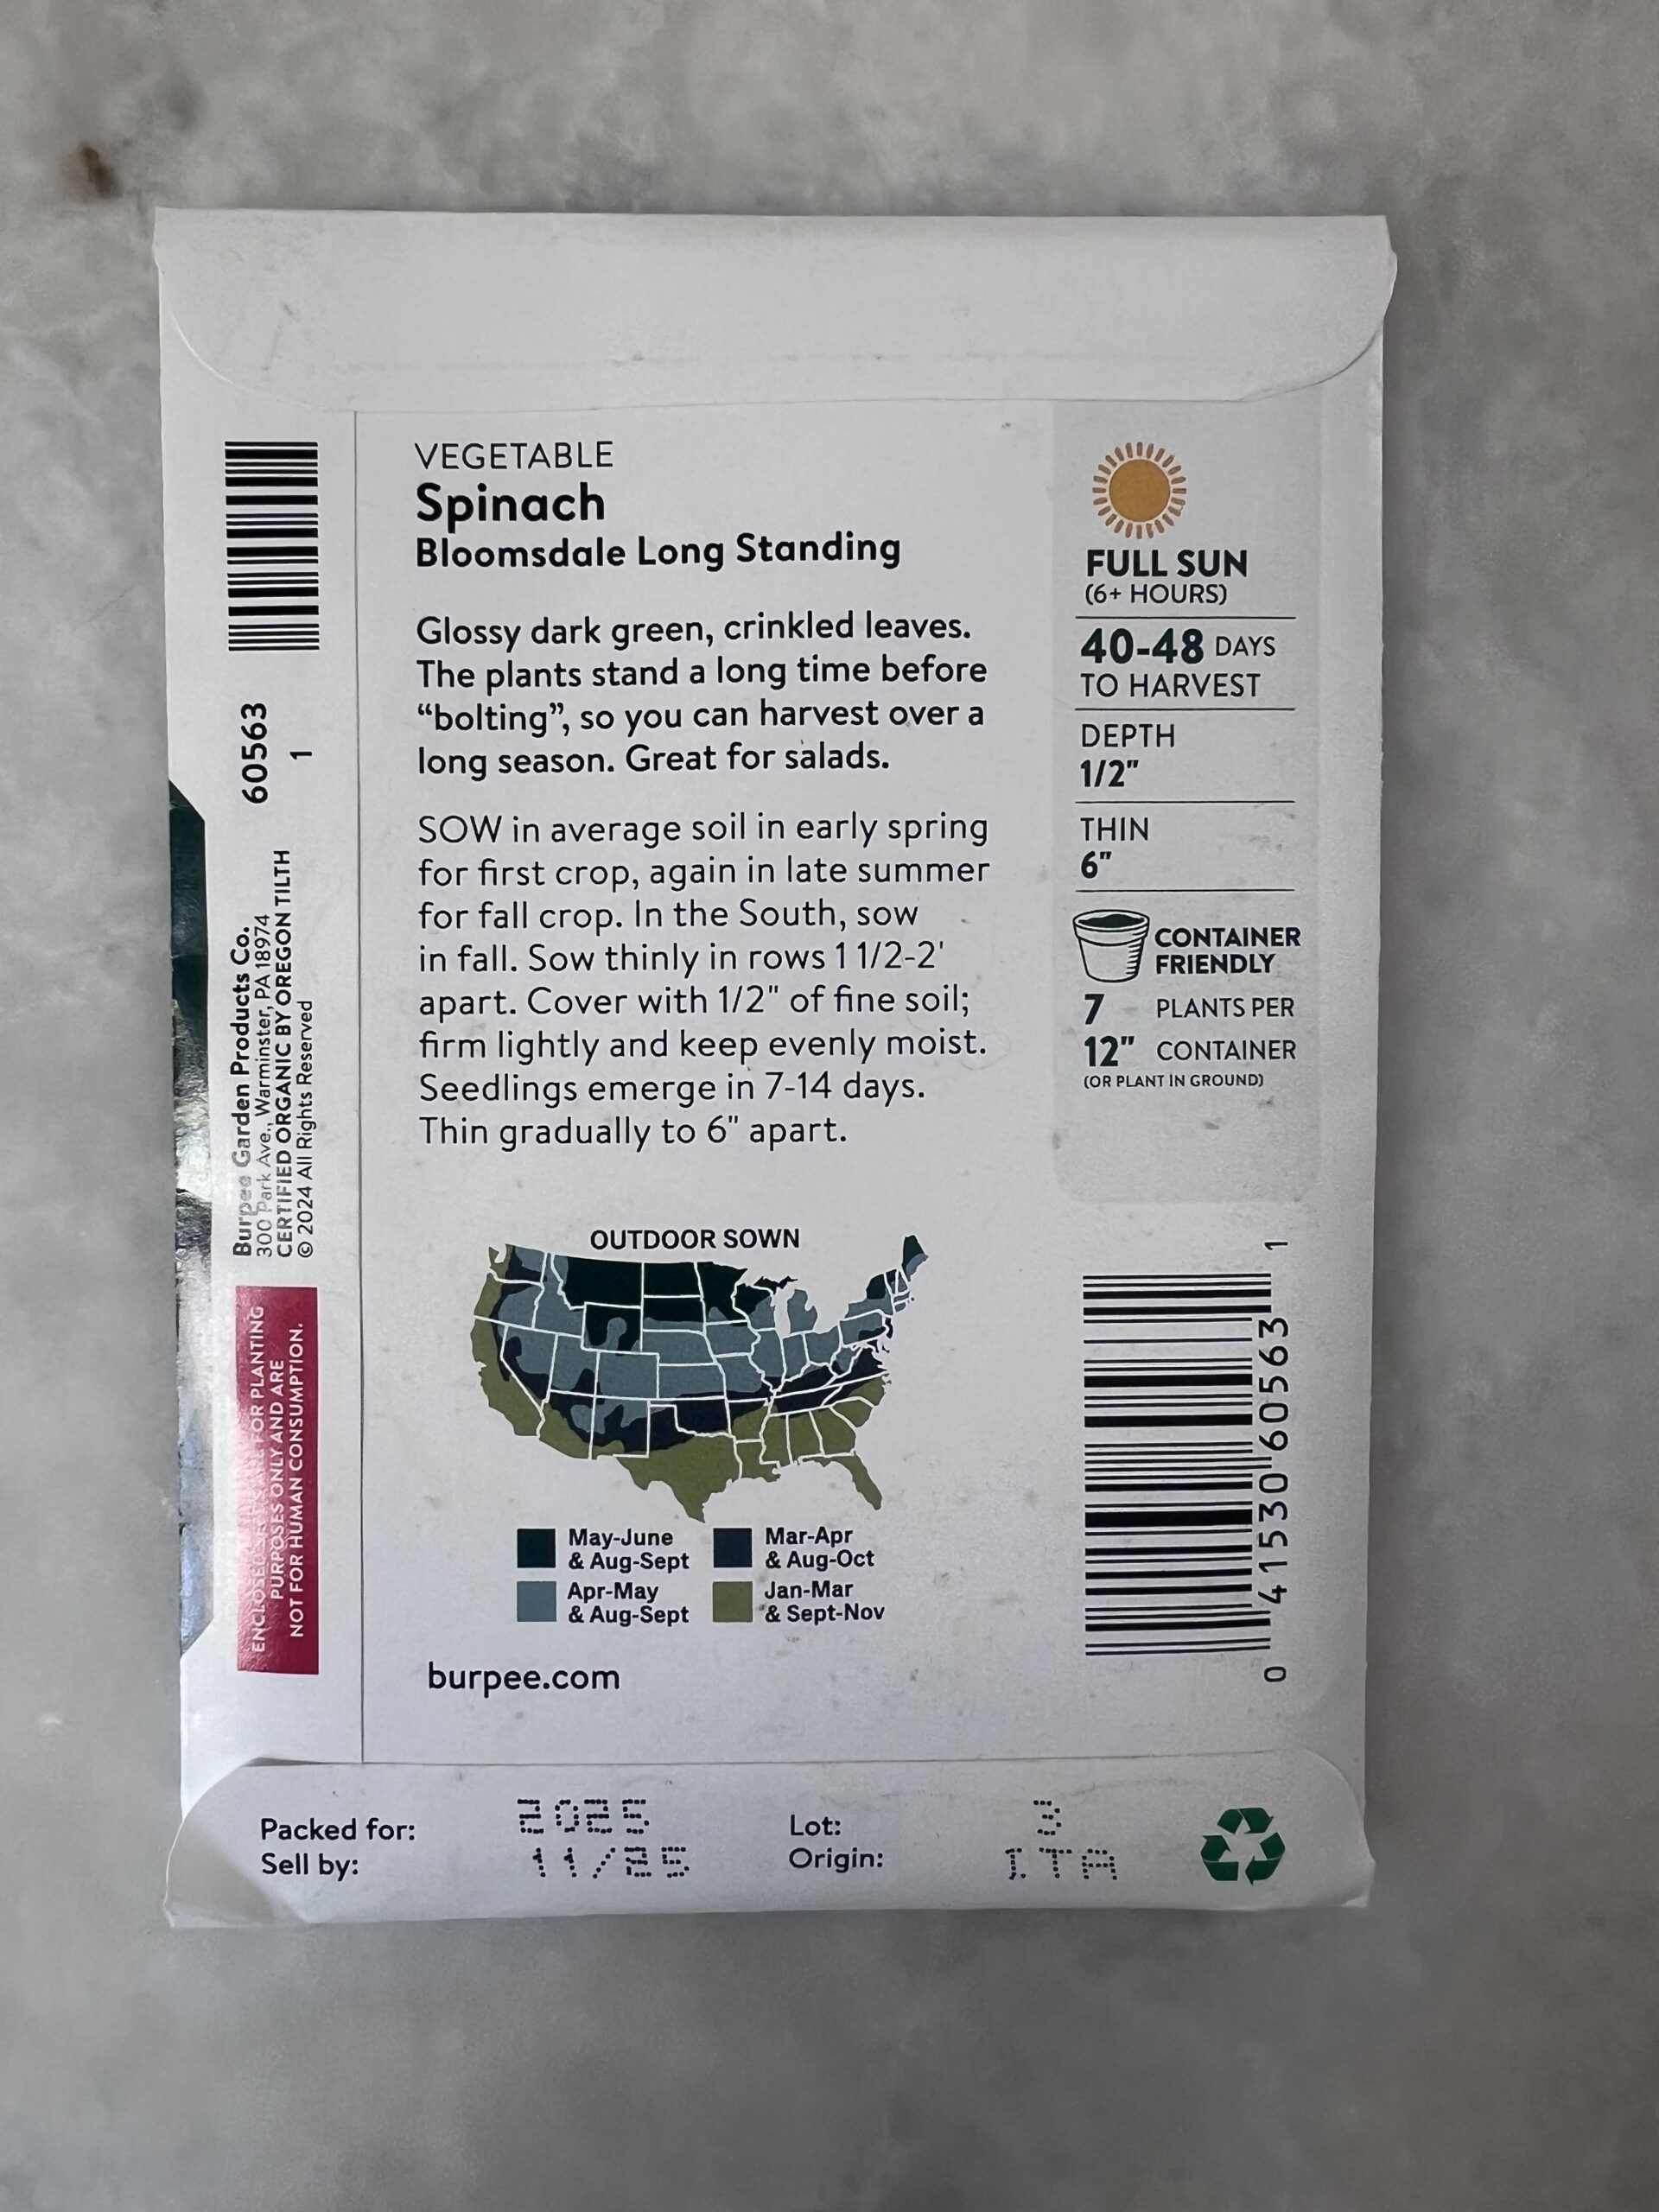 VEGETABLE
Spinach
Bloomsdale Long Standing
Glossy dark green, crinkled leaves.
The plants stand a long time before
“bolting”, so you can harvest over a
long season. Great for salads.
SOW in average soil in early spring
for first crop, again in late summer
for fall crop. In the South, sow
in fall. Sow thinly in rows 1 1/2-2'
apart. Cover with 1/2" of fine soil;
firm lightly and keep evenly moist.
Seedlings emerge in 7-14 days.
Thin gradually to 6" apart.
OUTDOOR SOWN
May-June
& Aug-Sept
Mar-Apr
& Aug-Oct
Apr-May
& Aug-Sept
Jan-Mar
& Sept-Nov
burpee.com
FULL SUN
(6+ HOURS)
40-48 DAYS
TO HARVEST
DEPTH
1/2"
THIN
6"
CONTAINER
FRIENDLY
7 PLANTS PER
12" CONTAINER
(OR PLANT IN GROUND)
0 41530 60563 1
60563
1
Burpee Garden Products Co.
300 Park Ave., Warminster, PA 18974
CERTIFIED ORGANIC BY OREGON TILTH
© 2024 All Rights Reserved
ENCLOSED FOR PLANTING
PURPOSES ONLY AND ARE
NOT FOR HUMAN CONSUMPTION.
Packed for: 2025
Sell by: 11/25
Lot: 3
Origin: ITA